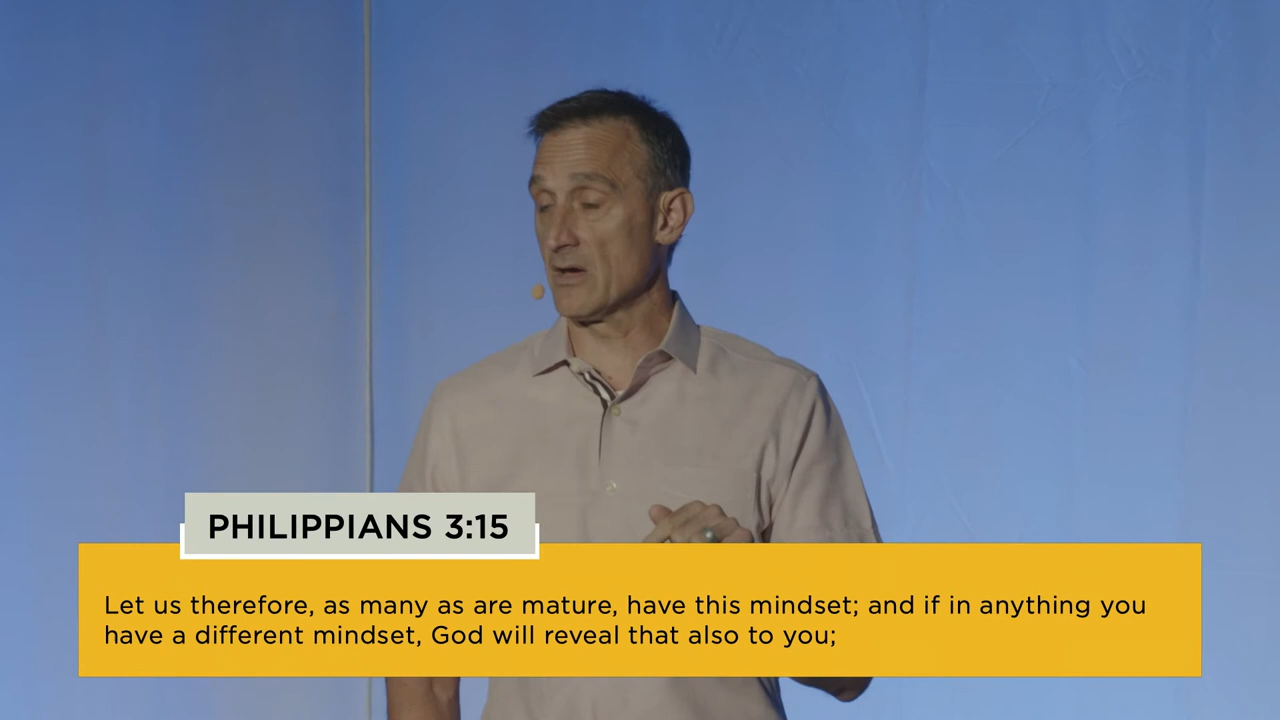 PHILIPPIANS 3:15
Let us therefore, as many as are mature, have this mindset; and if in anything you
have a different mindset, God will reveal that also to you;